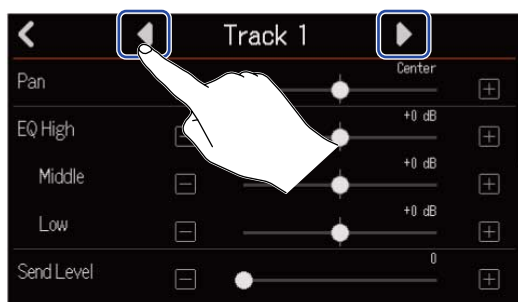 Track 1
Pan
Center
EQ High
+0 dB
Middle
+0 dB
Low
+0 dB
Send Level
0